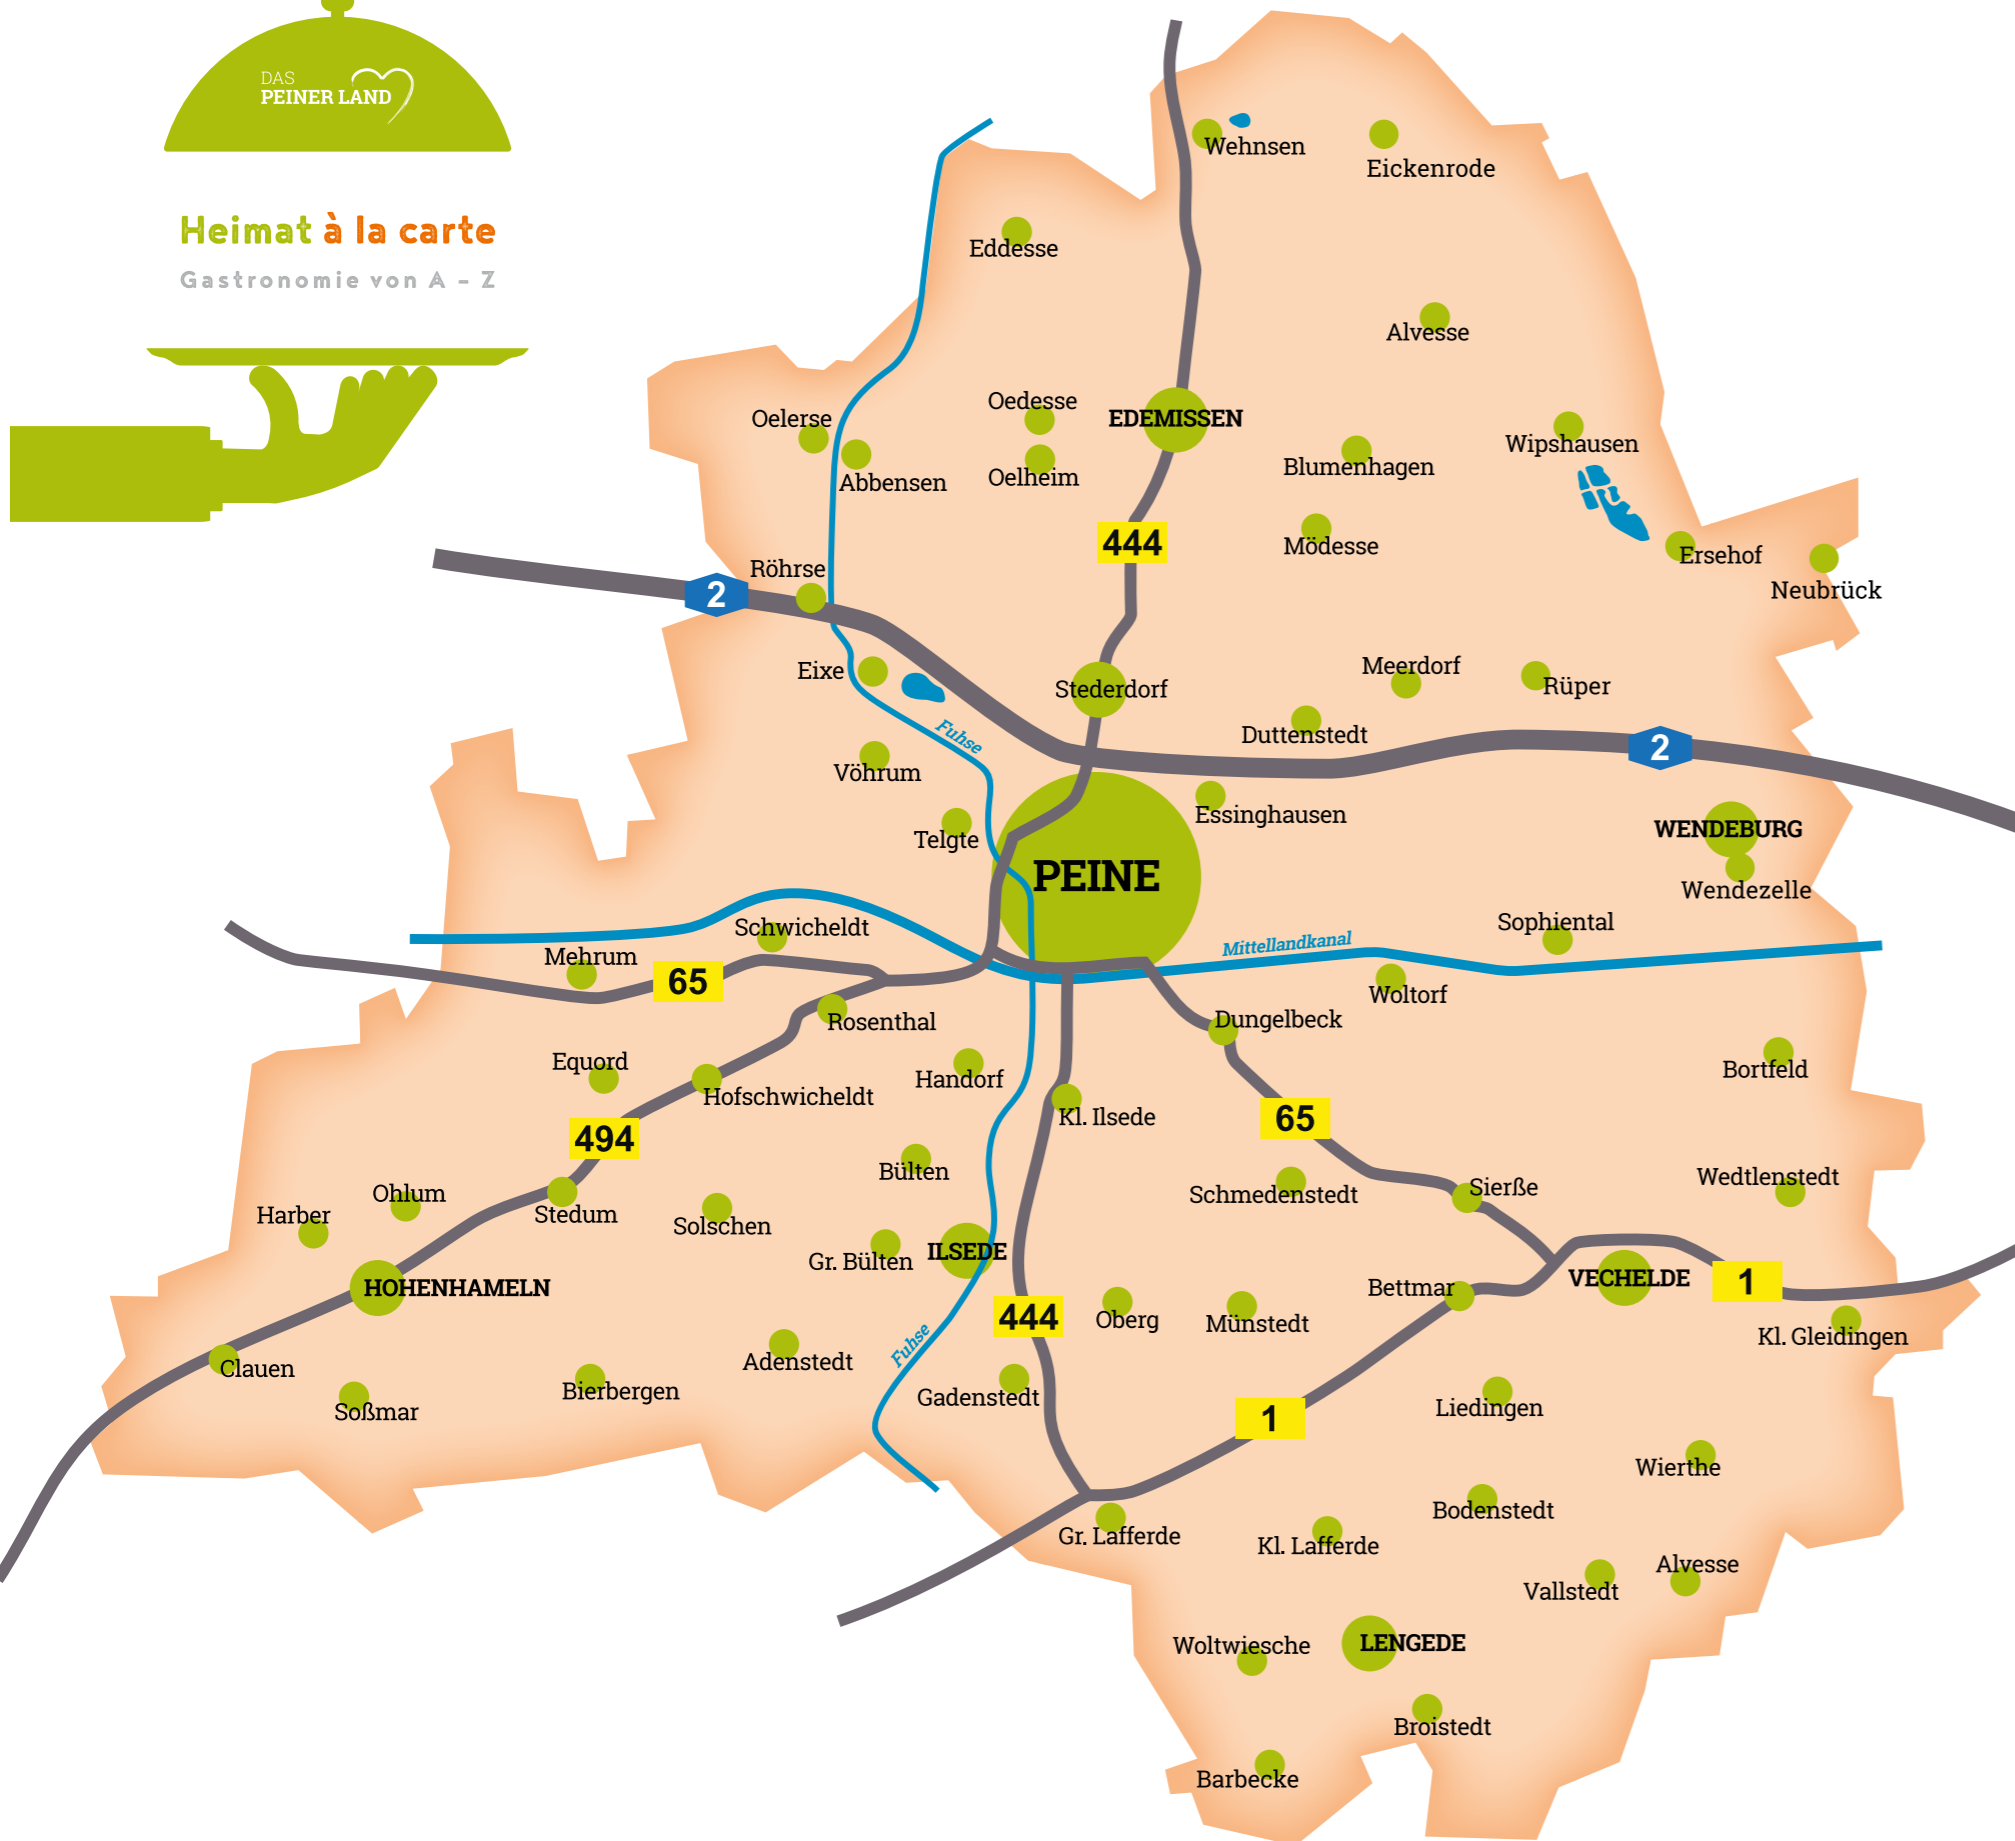 DAS
PEINER LAND
Heimat à la carte
Gastronomie von A – Z
Wehnsen
Eickenrode
Eddesse
Alvesse
Oedesse
Oelerse
EDEMISSEN
Wipshausen
Blumenhagen
Oelheim
Abbensen
444
Mödesse
Ersehof
Röhrse
Neubrück
2
Meerdorf
Eixe
Rüper
Stederdorf
Fuhse
Duttenstedt
2
Vöhrum
Essinghausen
WENDEBURG
Telgte
PEINE
Wendezelle
Sophiental
Schwicheldt
Mittellandkanal
Mehrum
65
Woltorf
Dungelbeck
Rosenthal
Equord
Bortfeld
Handorf
Hofschwicheldt
Kl. Ilsede
65
494
Bülten
Wedtlenstedt
Sierße
Ohlum
Schmedenstedt
Harber
Stedum
Solschen
ILSEDE
Gr. Bülten
VECHELDE
1
HOHENHAMELN
Bettmar
444
Oberg
Münstedt
Kl. Gleidingen
Fuhse
Adenstedt
Clauen
Bierbergen
Gadenstedt
Liedingen
Soßmar
1
Wierthe
Bodenstedt
Gr. Lafferde
Kl. Lafferde
Alvesse
Vallstedt
Woltwiesche
LENGEDE
Broistedt
Barbecke